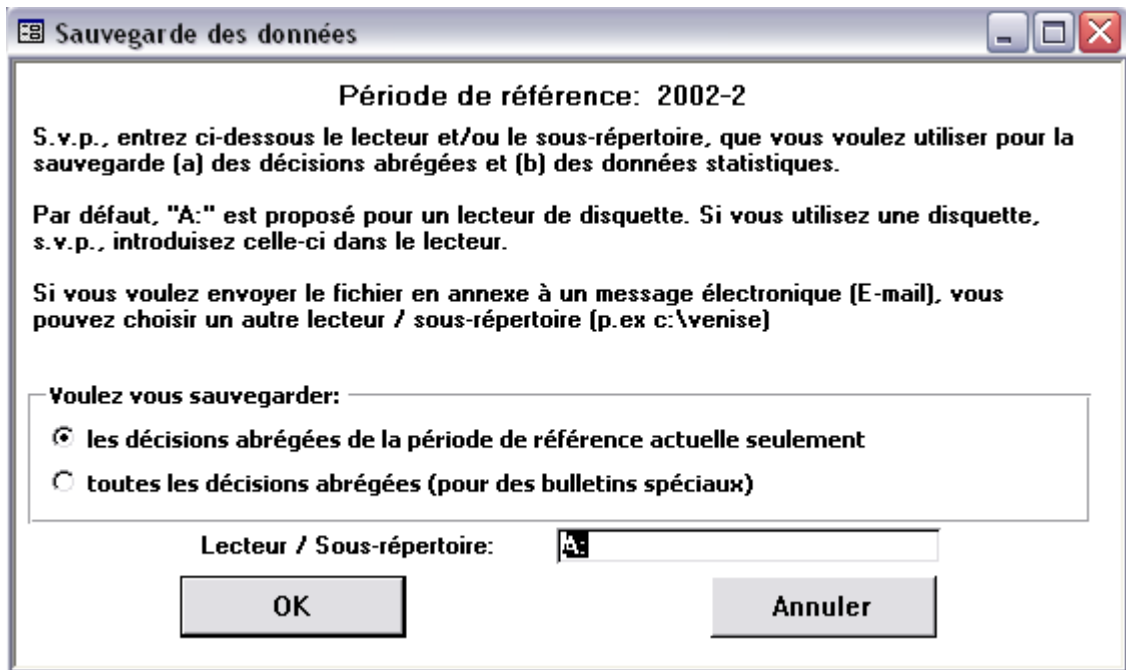 Sauvegarde des données
Période de référence: 2002-2
S.v.p., entrez ci-dessous le lecteur et/ou le sous-répertoire, que vous voulez utiliser pour la
sauvegarde (a) des décisions abrégées et (b) des données statistiques.
Par défaut, "A:" est proposé pour un lecteur de disquette. Si vous utilisez une disquette,
s.v.p., introduisez celle-ci dans le lecteur.
Si vous voulez envoyer le fichier en annexe à un message électronique (E-mail), vous
pouvez choisir un autre lecteur / sous-répertoire (p.ex c:\venise)
Voulez vous sauvegarder:
les décisions abrégées de la période de référence actuelle seulement
toutes les décisions abrégées (pour des bulletins spéciaux)
Lecteur / Sous-répertoire: A:
OK Annuler